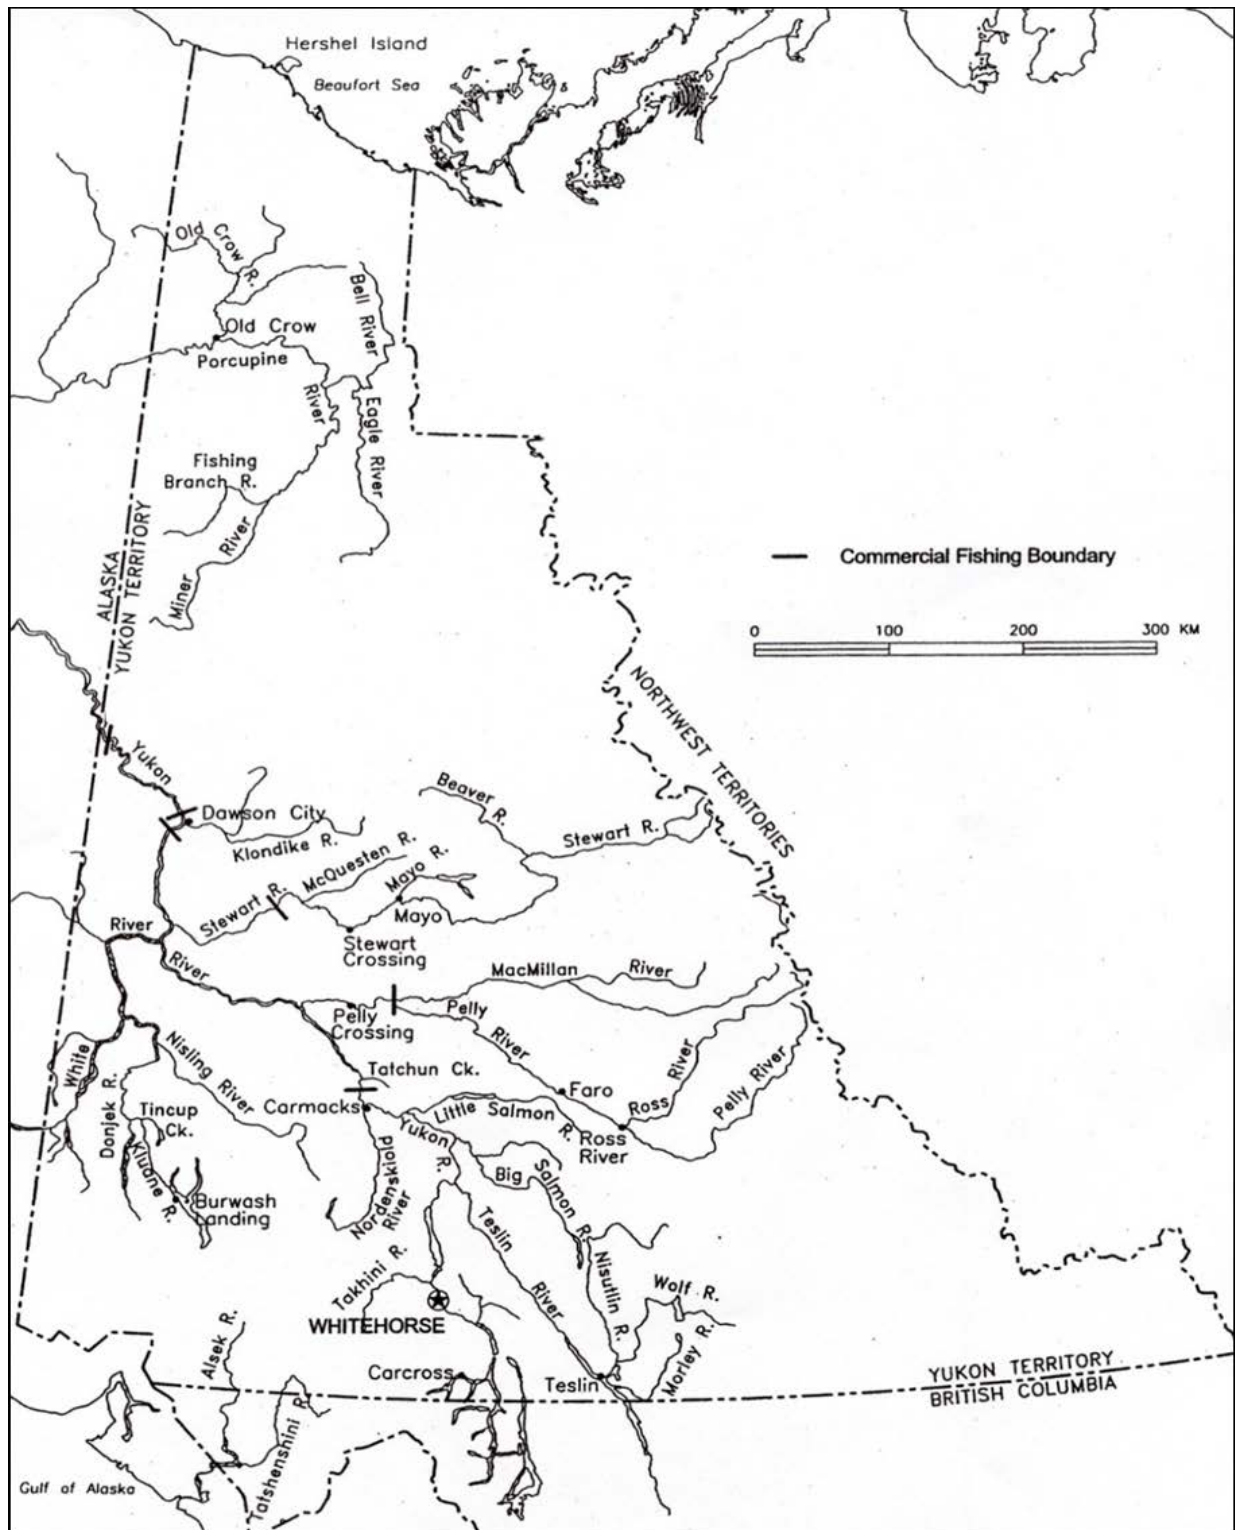 Hershel Island
Beaufort Sea
Old Crow R.
Bell River
Old Crow
Porcupine
River
Eagle River
Fishing
Branch R.
River
Miner
ALASKA
YUKON TERRITORY
Commercial Fishing Boundary
0 100 200 300 KM
NORTHWEST TERRITORIES
Yukon
Dawson City
Klondike R.
Beaver R.
Stewart R.
McQuesten R.
Mayo R.
Stewart R.
Mayo
Stewart
Crossing
River
River
MacMillan River
Pelly
Crossing
Pelly
River
White
Nisling River
Tatchun Ck.
Faro
River
Pelly River
Ross
Donjek R.
Tincup
Ck.
Carmacks
Little Salmon
R.
Ross
River
Yukon
R.
Kluane R.
Burwash
Landing
Nordenskiold
River
Big
Salmon R.
Teslin
River
Nisutlin R.
Takhini R.
Wolf R.
WHITEHORSE
Morley R.
Alsek R.
Carcross
Teslin
YUKON TERRITORY
BRITISH COLUMBIA
Tatshenshini R.
Gulf of Alaska